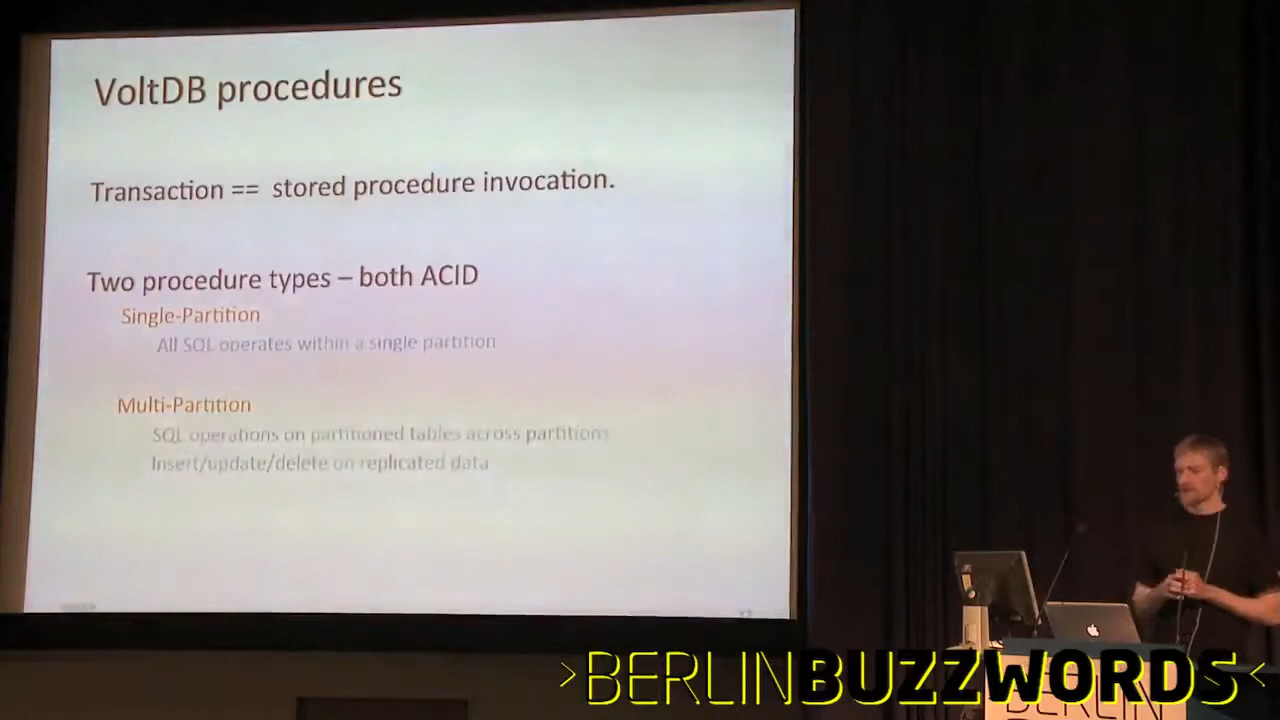 VoltDB procedures
Transaction == stored procedure invocation.
Two procedure types – both ACID
Single-Partition
All SQL operates within a single partition
Multi-Partition
SQL operations on partitioned tables across partitions
Insert/update/delete on replicated data
>BERLINBUZZWORDS<
BERLIN